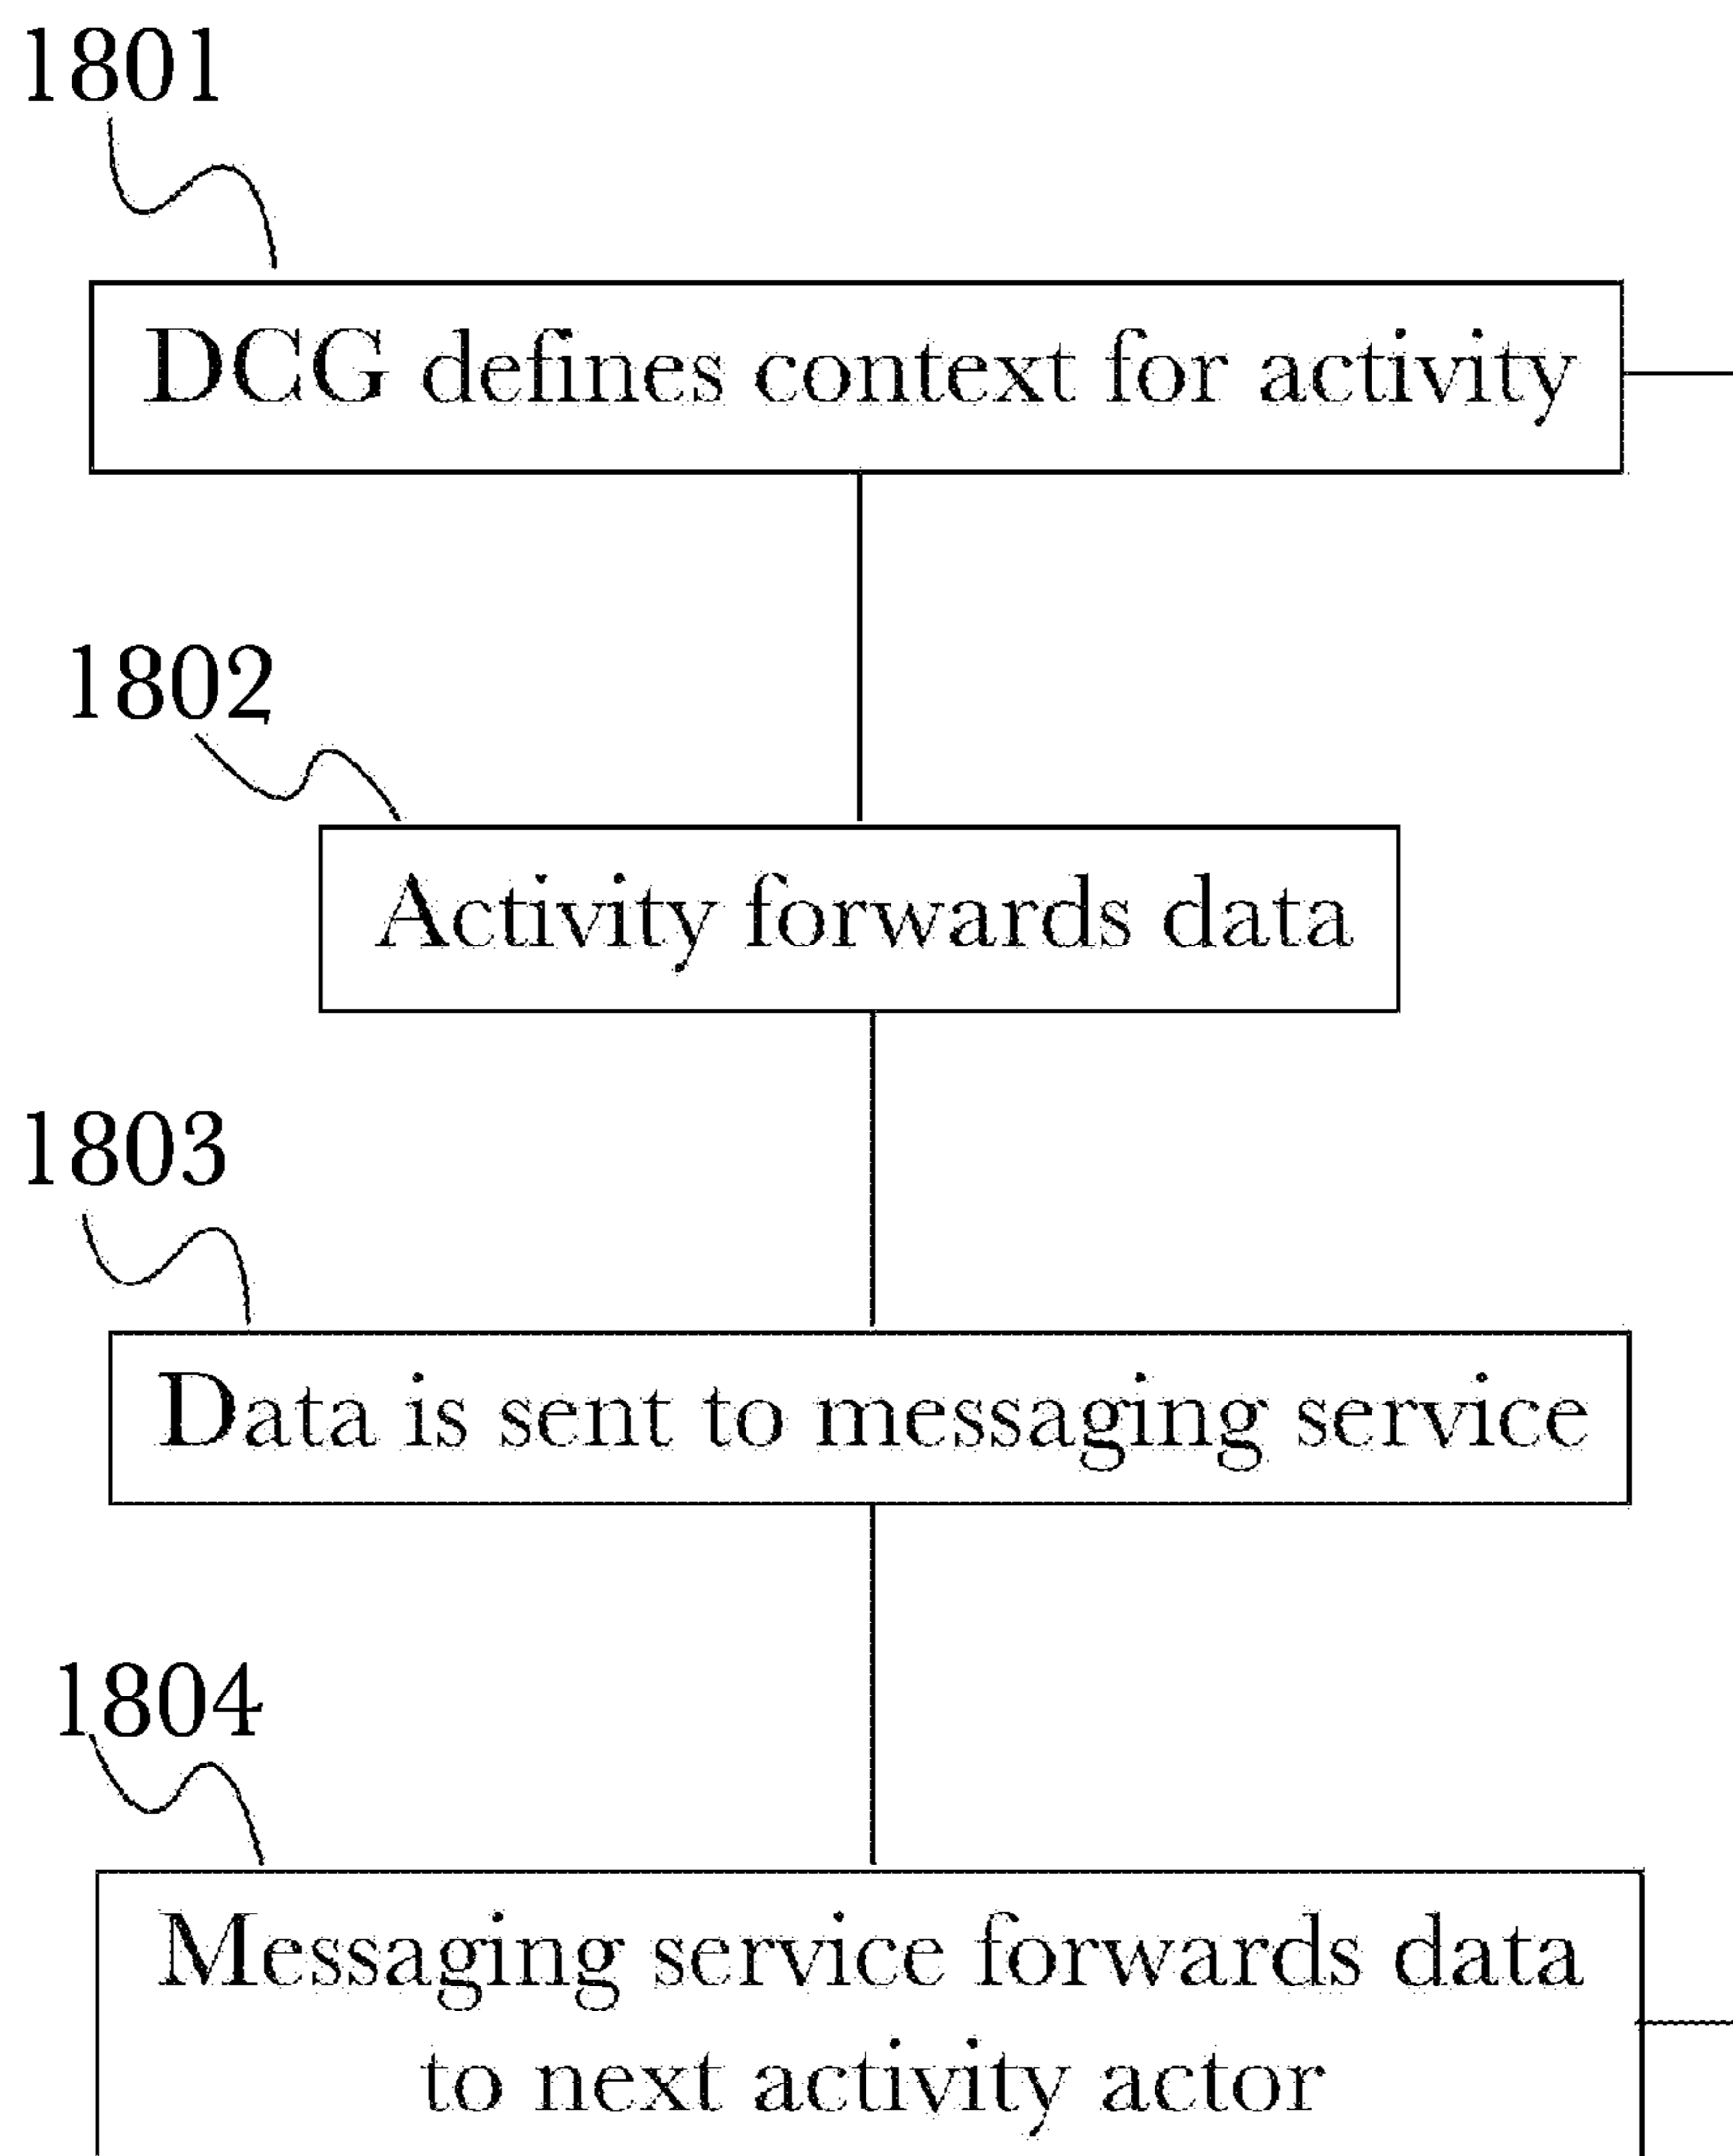 1801
DCG defines context for activity
1802
Activity forwards data
1803
Data is sent to messaging service
1804
Messaging service forwards data
to next activity actor